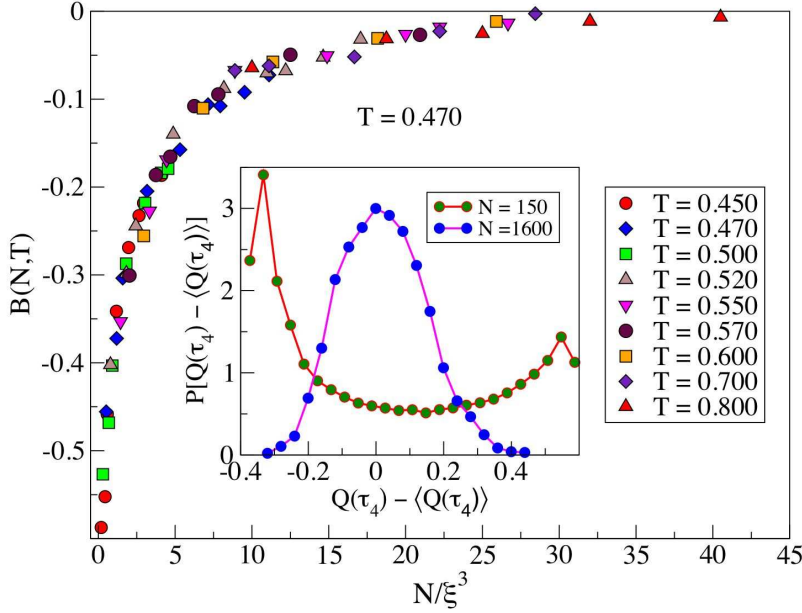 0
-0.1
-0.2
-0.3
-0.4
-0.5
B(N,T)
T = 0.470
3
2
1
0
P[Q(τ₄) − ⟨Q(τ₄)⟩]
N = 150
N =1600
-0.4
-0.2
0
0.2
0.4
Q(τ₄) − ⟨Q(τ₄)⟩
T = 0.450
T = 0.470
T = 0.500
T = 0.520
T = 0.550
T = 0.570
T = 0.600
T = 0.700
T = 0.800
0 5 10 15 20 25 30 35 40 45
N/ξ³